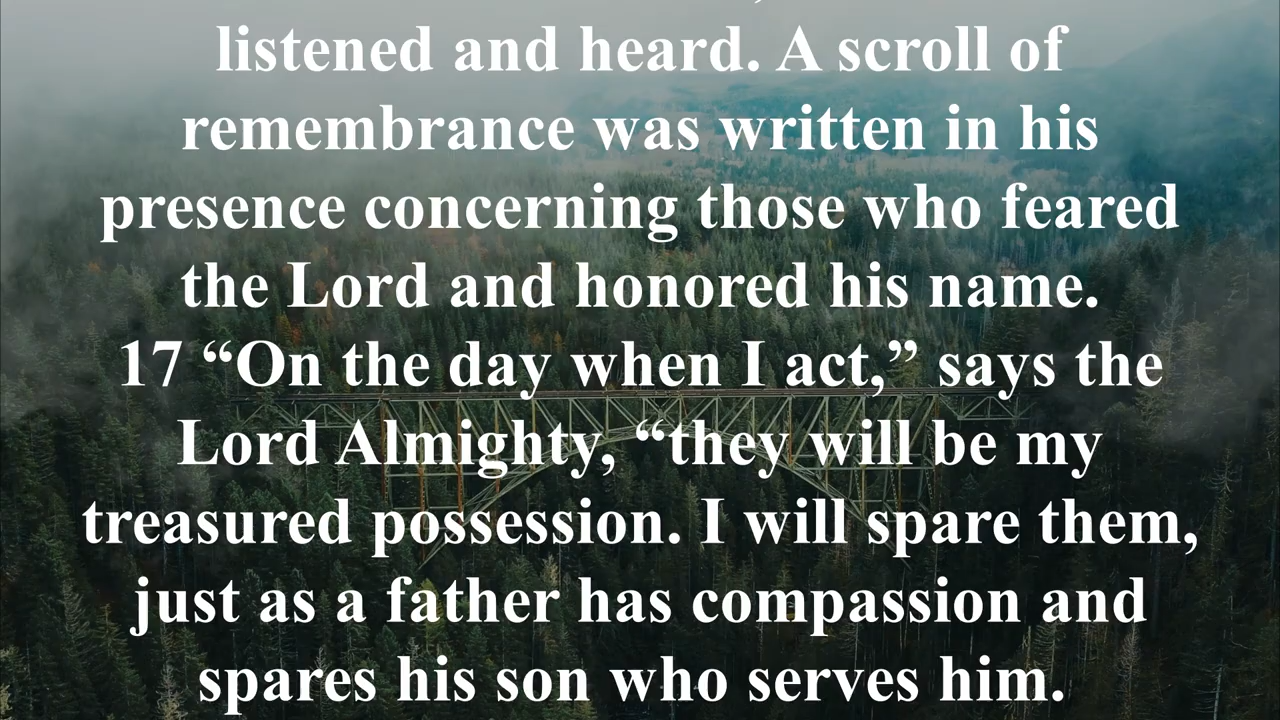 listened and heard. A scroll of
remembrance was written in his
presence concerning those who feared
the Lord and honored his name.
17 “On the day when I act,” says the
Lord Almighty, “they will be my
treasured possession. I will spare them,
just as a father has compassion and
spares his son who serves him.